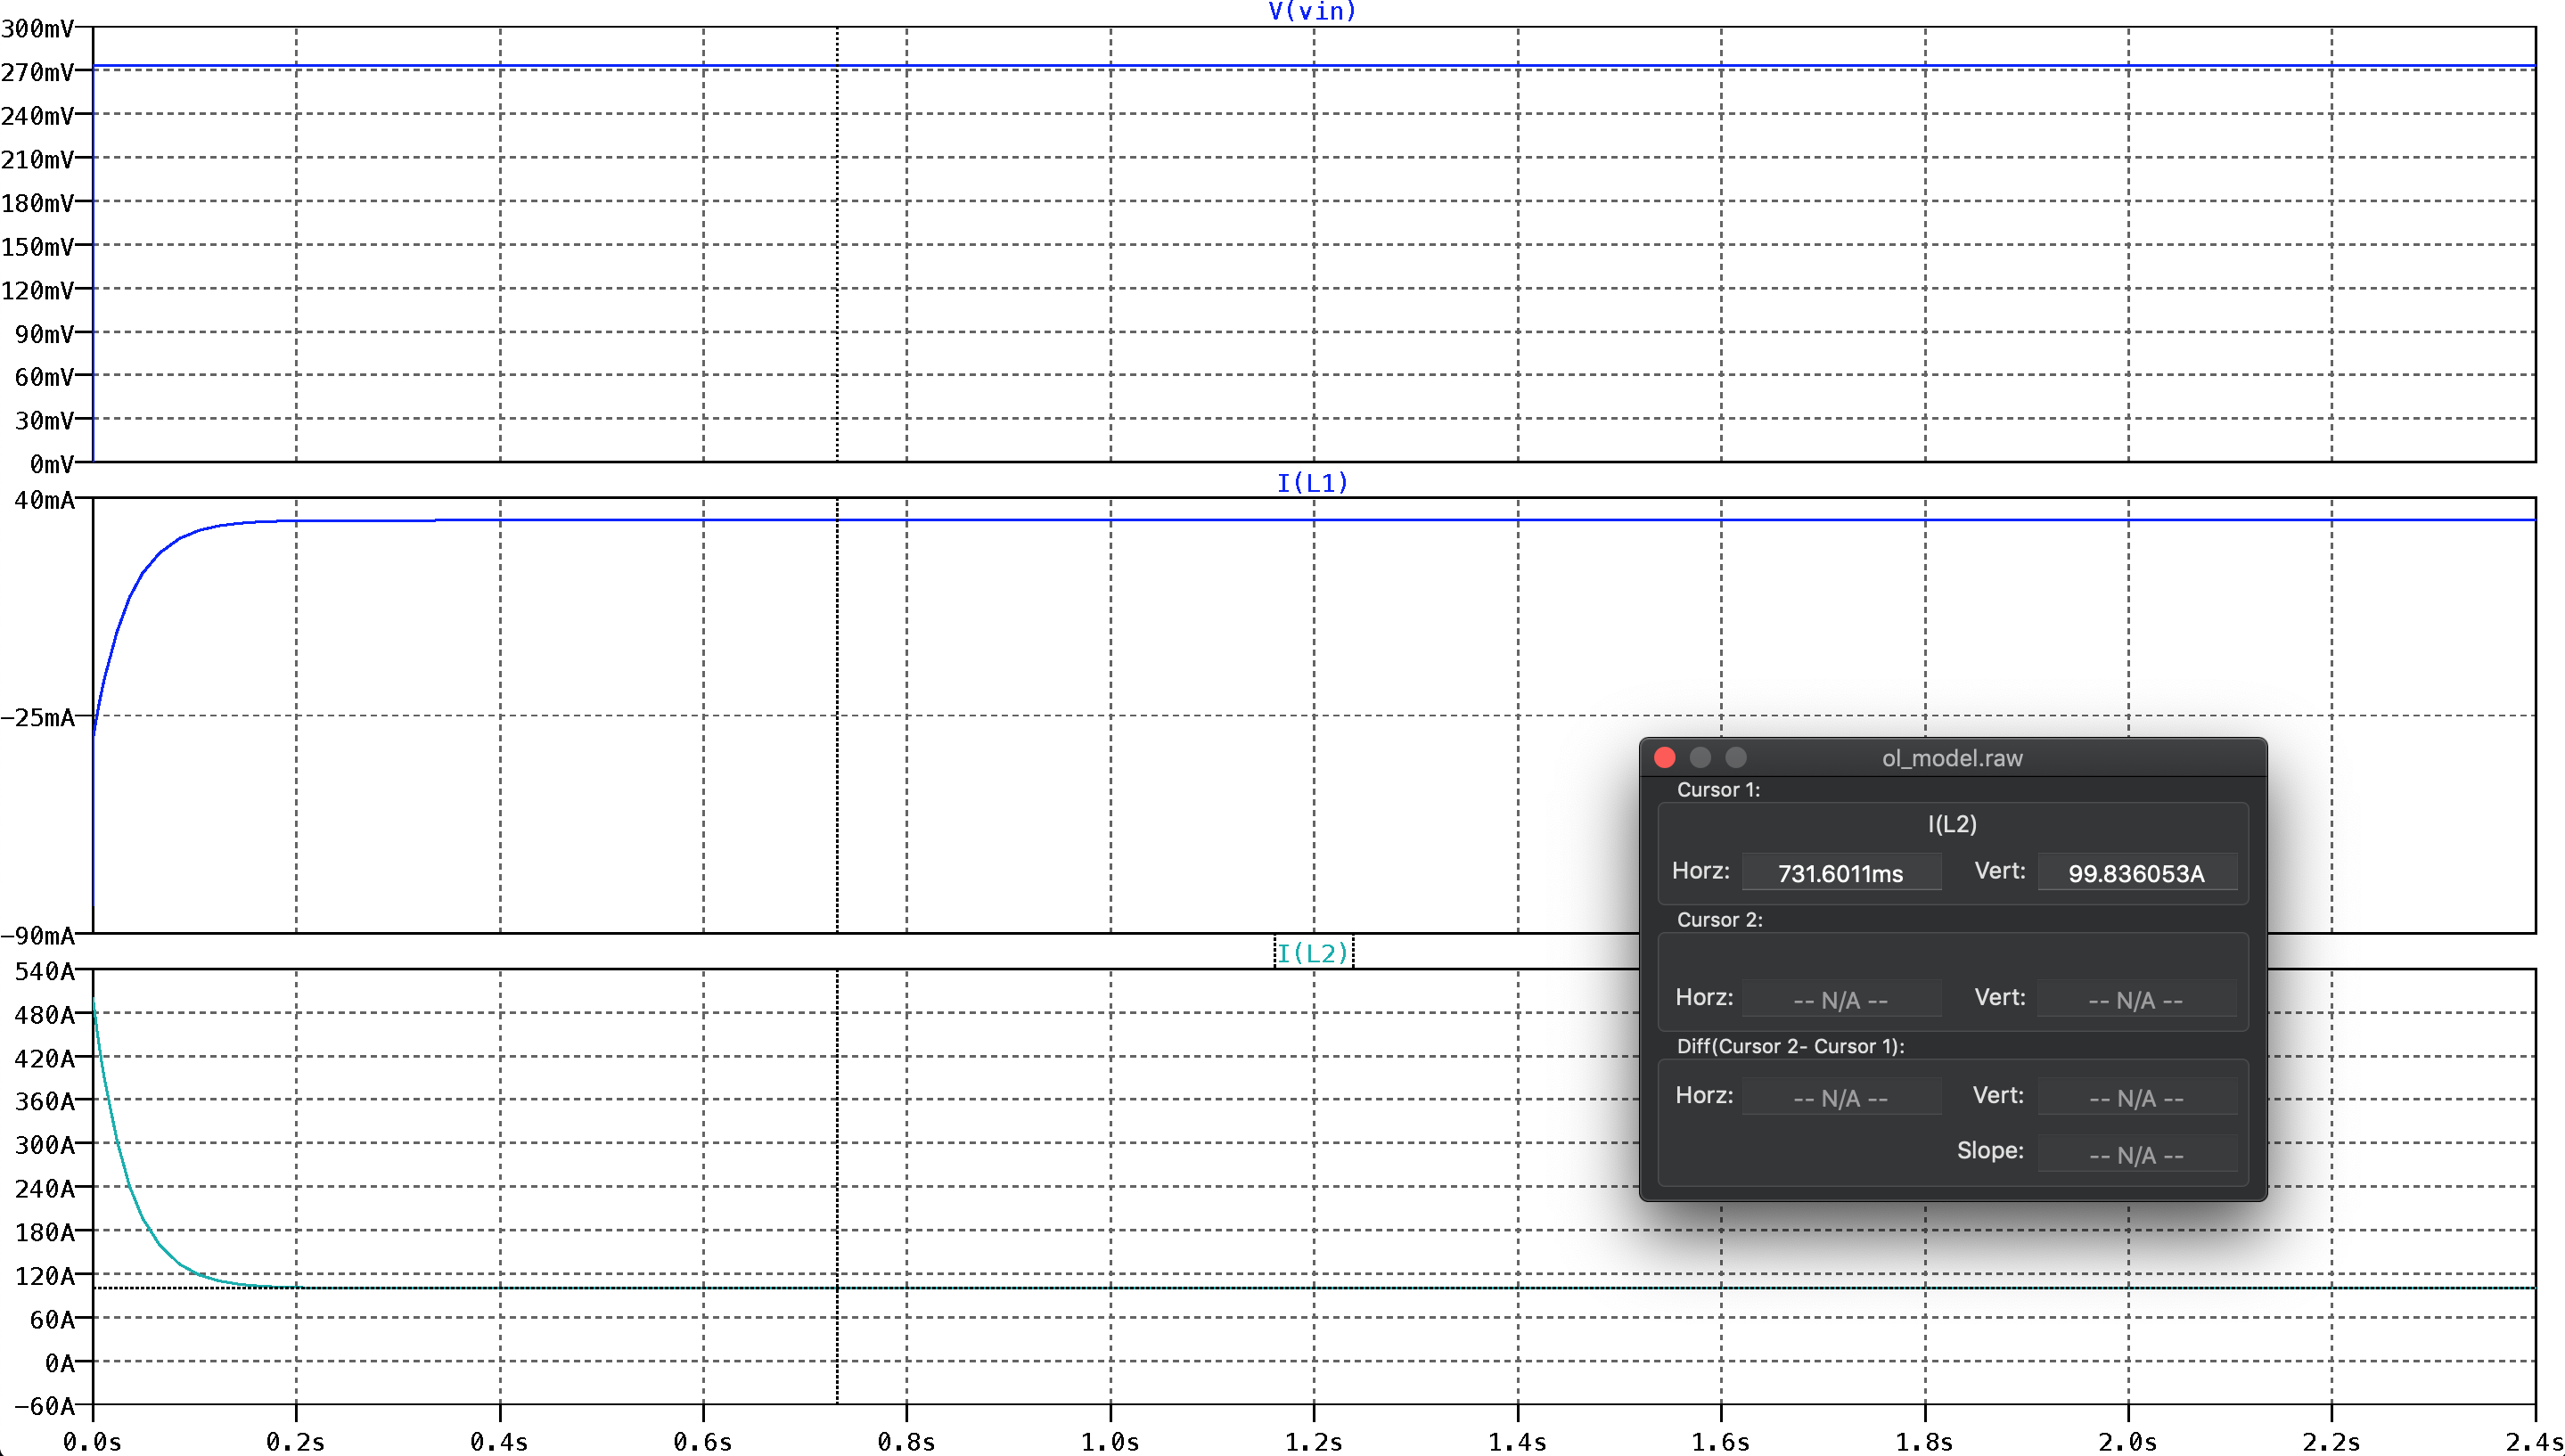 V(vin)
300mV
270mV
240mV
210mV
180mV
150mV
120mV
90mV
60mV
30mV
0mV
I(L1)
40mA
-25mA
-90mA
I(L2)
540A
480A
420A
360A
300A
240A
180A
120A
60A
0A
-60A
0.0s 0.2s 0.4s 0.6s 0.8s 1.0s 1.2s 1.4s 1.6s 1.8s 2.0s 2.2s 2.4s
ol_model.raw
Cursor 1:
I(L2)
Horz: 731.6011ms Vert: 99.836053A
Cursor 2:
Horz: -- N/A -- Vert: -- N/A --
Diff(Cursor 2- Cursor 1):
Horz: -- N/A -- Vert: -- N/A --
Slope: -- N/A --